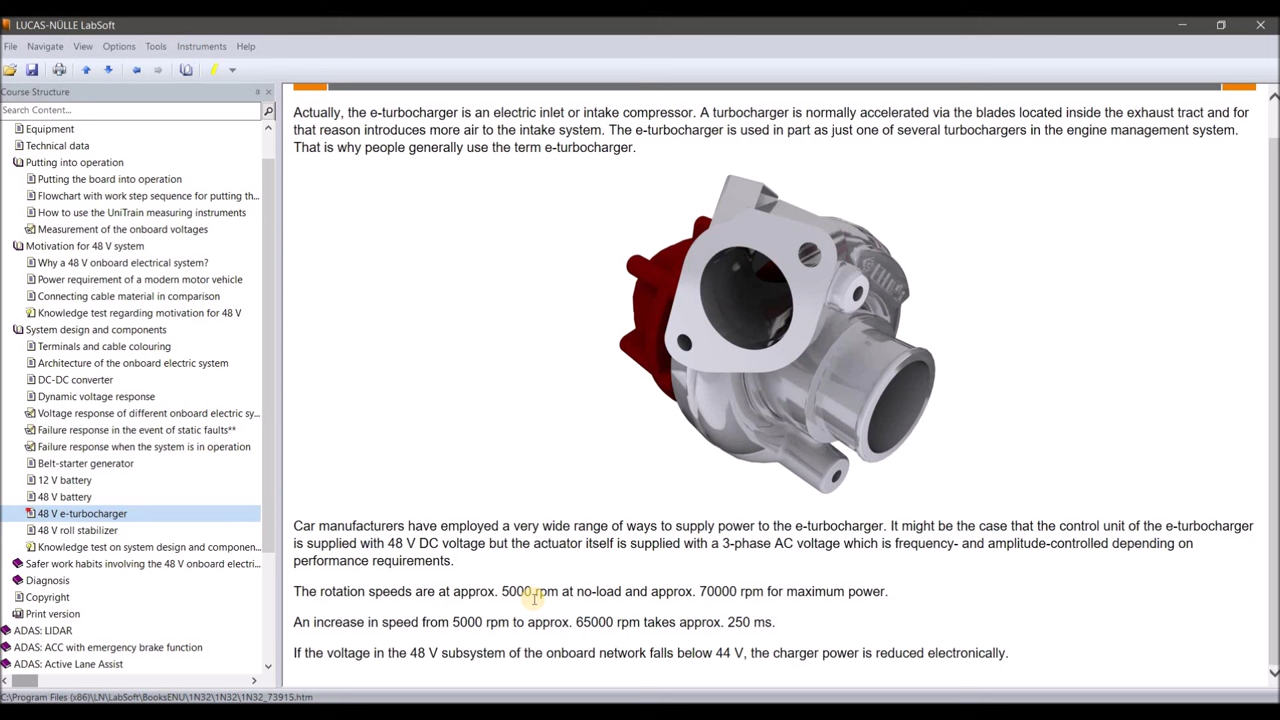 LUCAS-NÜLLE LabSoft
File Navigate View Options Tools Instruments Help
Course Structure
Search Content...
Equipment
Technical data
Putting into operation
Putting the board into operation
Flowchart with work step sequence for putting th...
How to use the UniTrain measuring instruments
Measurement of the onboard voltages
Motivation for 48 V system
Why a 48 V onboard electrical system?
Power requirement of a modern motor vehicle
Connecting cable material in comparison
Knowledge test regarding motivation for 48 V
System design and components
Terminals and cable colouring
Architecture of the onboard electric system
DC-DC converter
Dynamic voltage response
Voltage response of different onboard electric sy...
Failure response in the event of static faults**
Failure response when the system is in operation
Belt-starter generator
12 V battery
48 V battery
48 V e-turbocharger
48 V roll stabilizer
Knowledge test on system design and componen...
Safer work habits involving the 48 V onboard electri...
Diagnosis
Copyright
Print version
ADAS: LIDAR
ADAS: ACC with emergency brake function
ADAS: Active Lane Assist
Actually, the e-turbocharger is an electric inlet or intake compressor. A turbocharger is normally accelerated via the blades located inside the exhaust tract and for
that reason introduces more air to the intake system. The e-turbocharger is used in part as just one of several turbochargers in the engine management system.
That is why people generally use the term e-turbocharger.
Car manufacturers have employed a very wide range of ways to supply power to the e-turbocharger. It might be the case that the control unit of the e-turbocharger
is supplied with 48 V DC voltage but the actuator itself is supplied with a 3-phase AC voltage which is frequency- and amplitude-controlled depending on
performance requirements.
The rotation speeds are at approx. 5000 rpm at no-load and approx. 70000 rpm for maximum power.
An increase in speed from 5000 rpm to approx. 65000 rpm takes approx. 250 ms.
If the voltage in the 48 V subsystem of the onboard network falls below 44 V, the charger power is reduced electronically.
C:\Program Files (x86)\LN\LabSoft\BooksENU\1N32\1N32\1N32_73915.htm